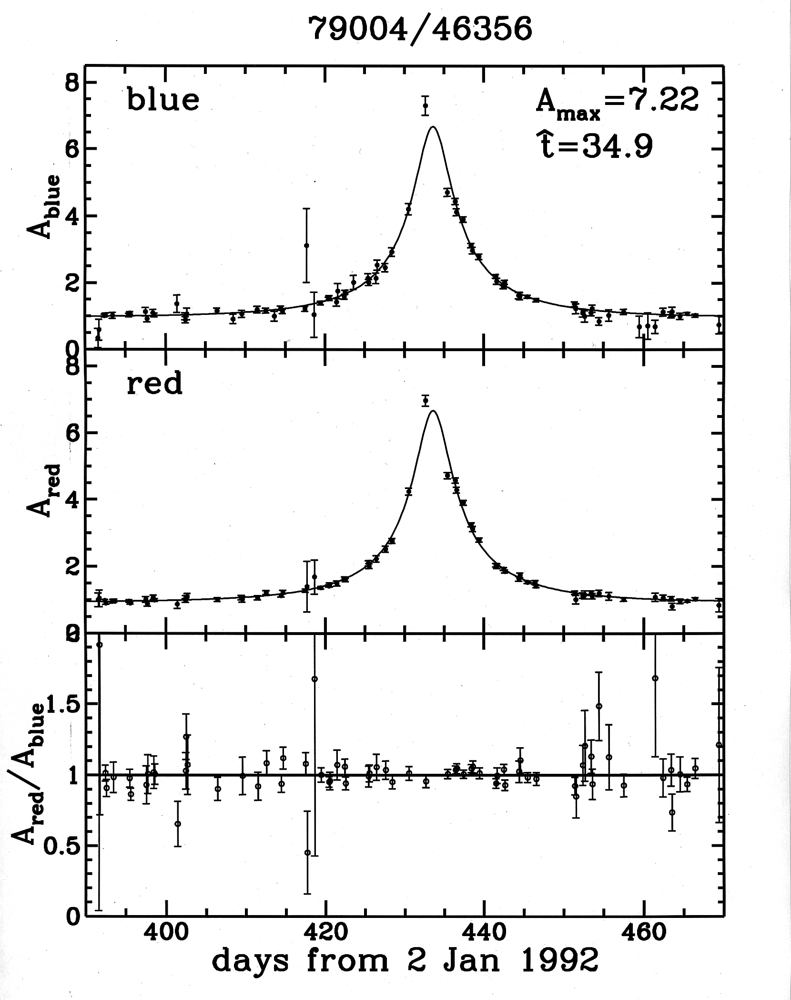 79004/46356
blue
A_max=7.22
t̂=34.9
A_blue
8
6
4
2
0
red
A_red
8
6
4
2
0
A_red/A_blue
2
1.5
1
0.5
0
400 420 440 460
days from 2 Jan 1992